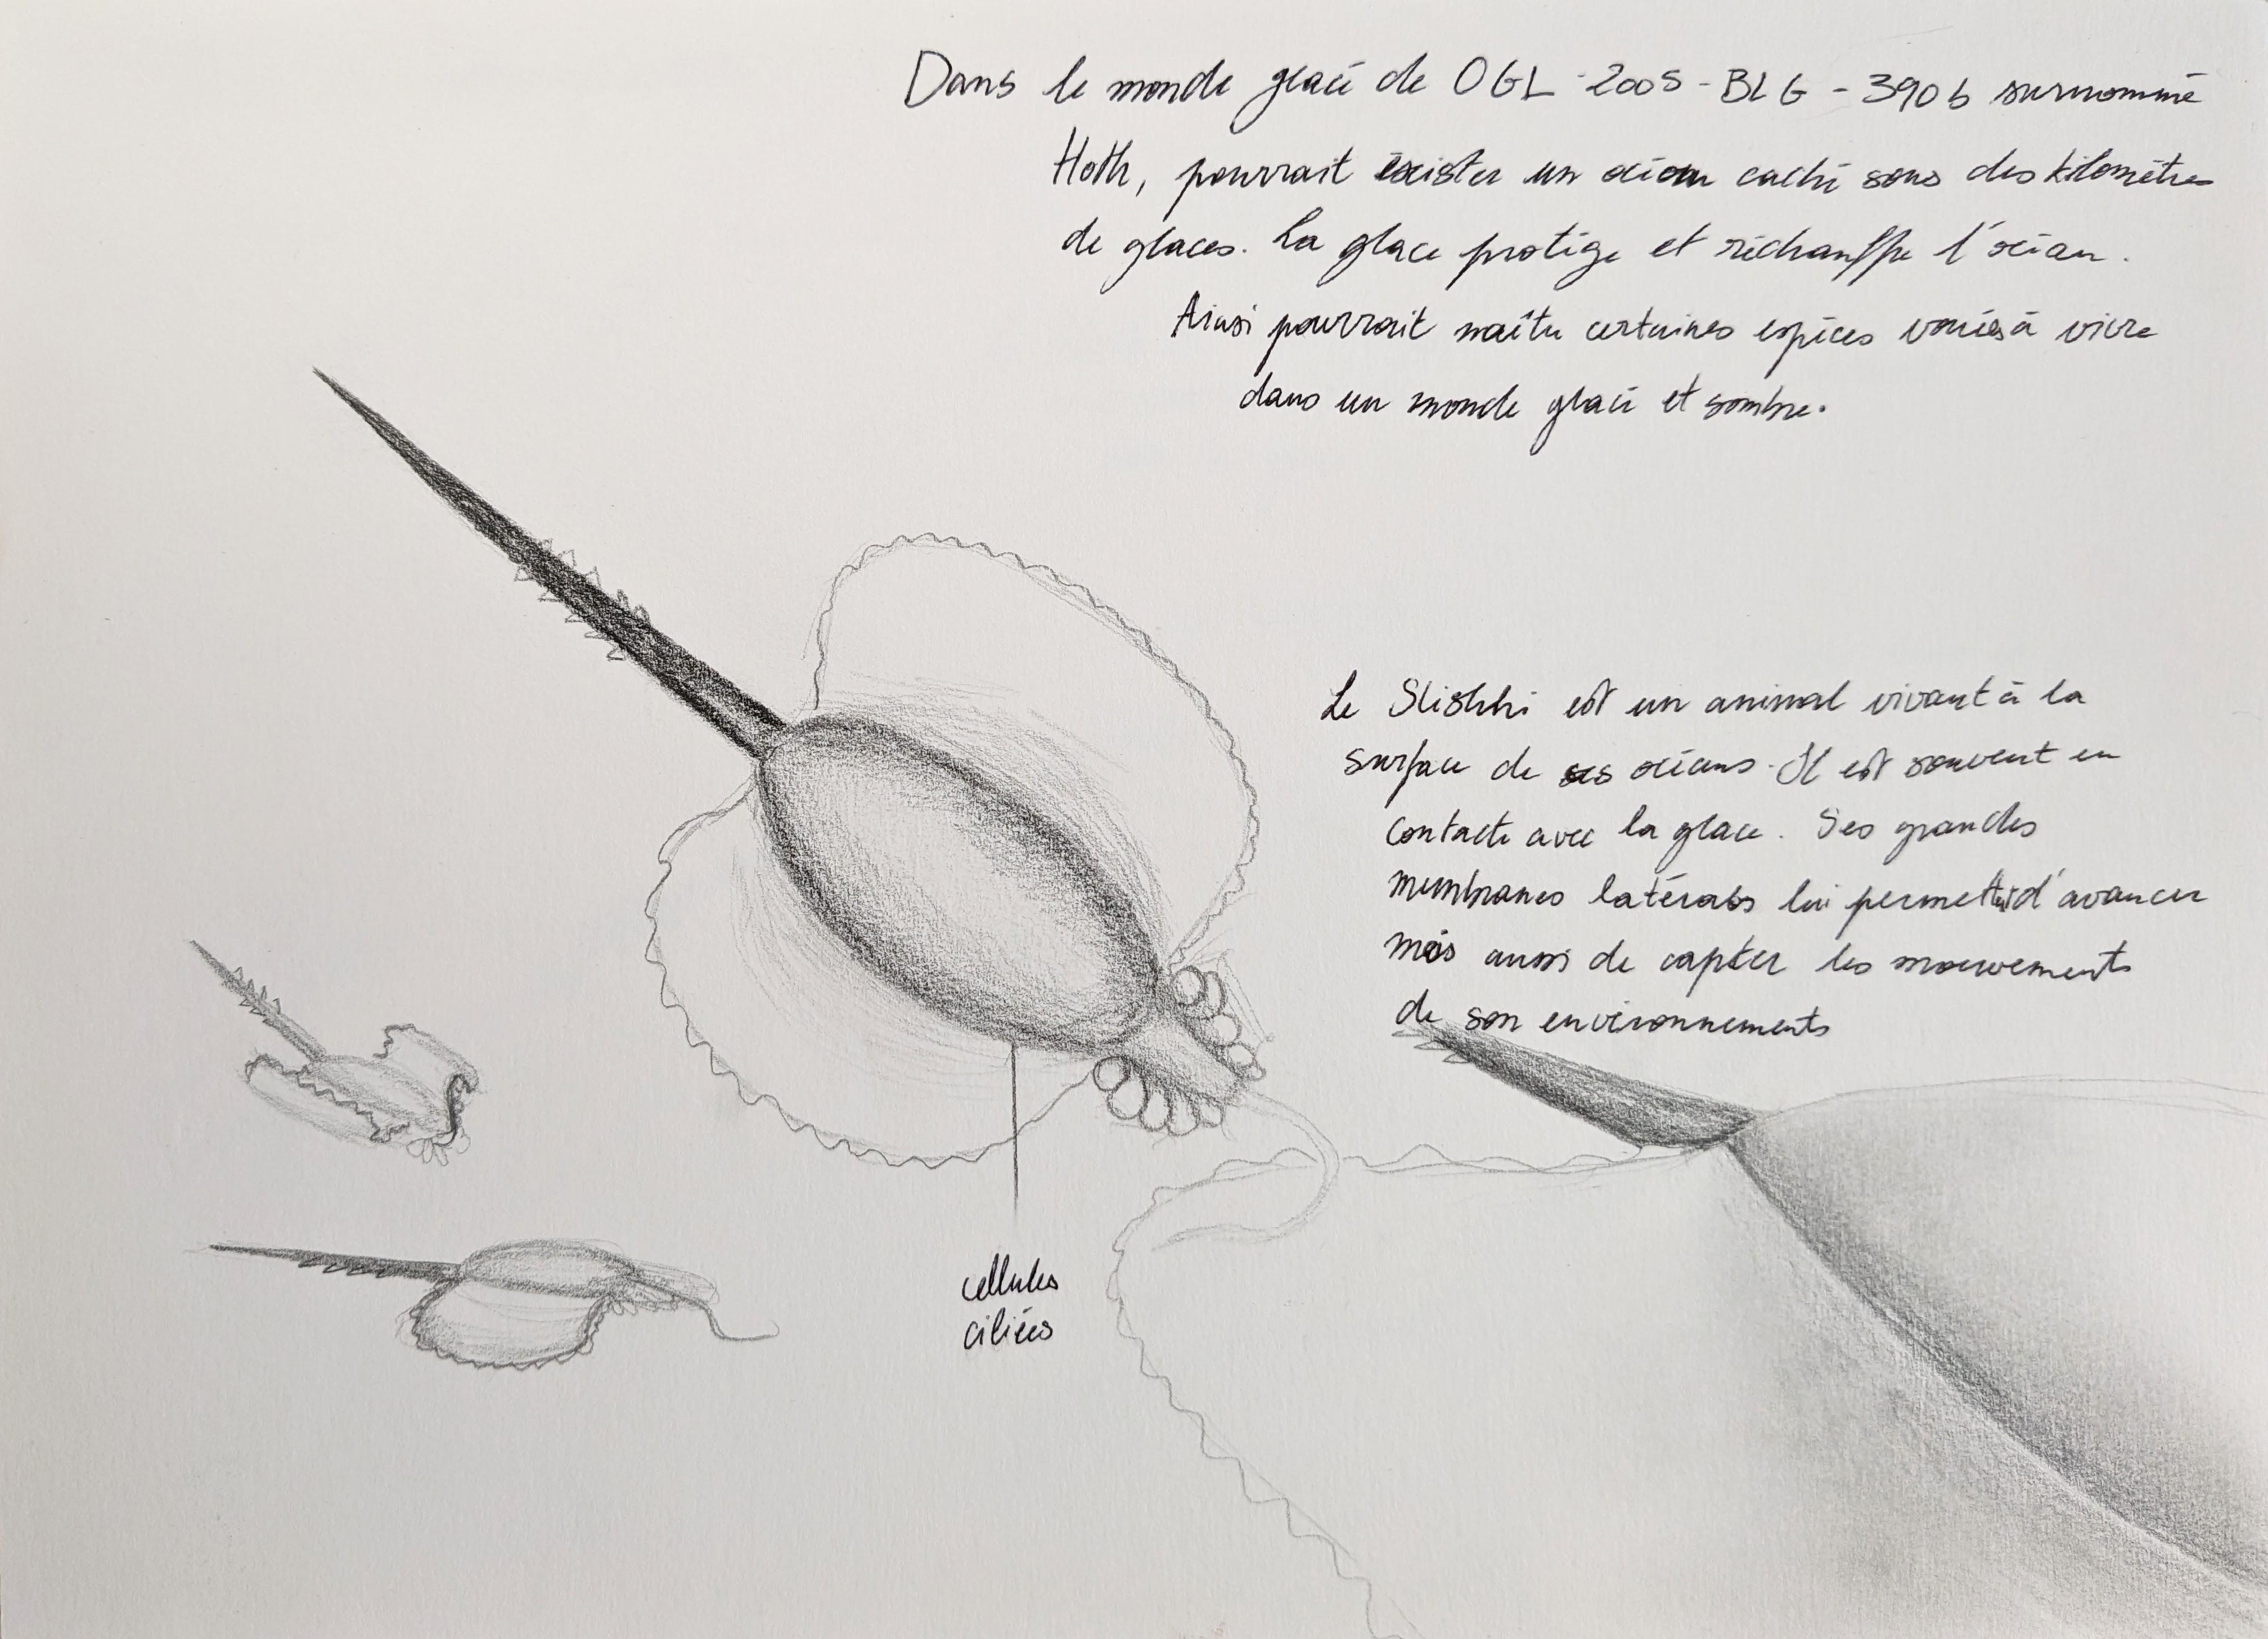 Dans le monde glacé de OGL-2005-BLG-390b surnommé
Hoth, pourrait éxister un océan caché sous des kilomètres
de glaces. La glace protège et réchauffe l'océan.
Ainsi pourrait naître certaines espèces vouées à vivre
dans un monde glacé et sombre.
Le Slishhi est un animal vivant à la
surface de ses océans. Il est souvent en
contacte avec la glace. Ses grandes
membranes latérales lui permettent d'avancer
mais aussi de capter les mouvements
de son environnements
cellules
ciliées